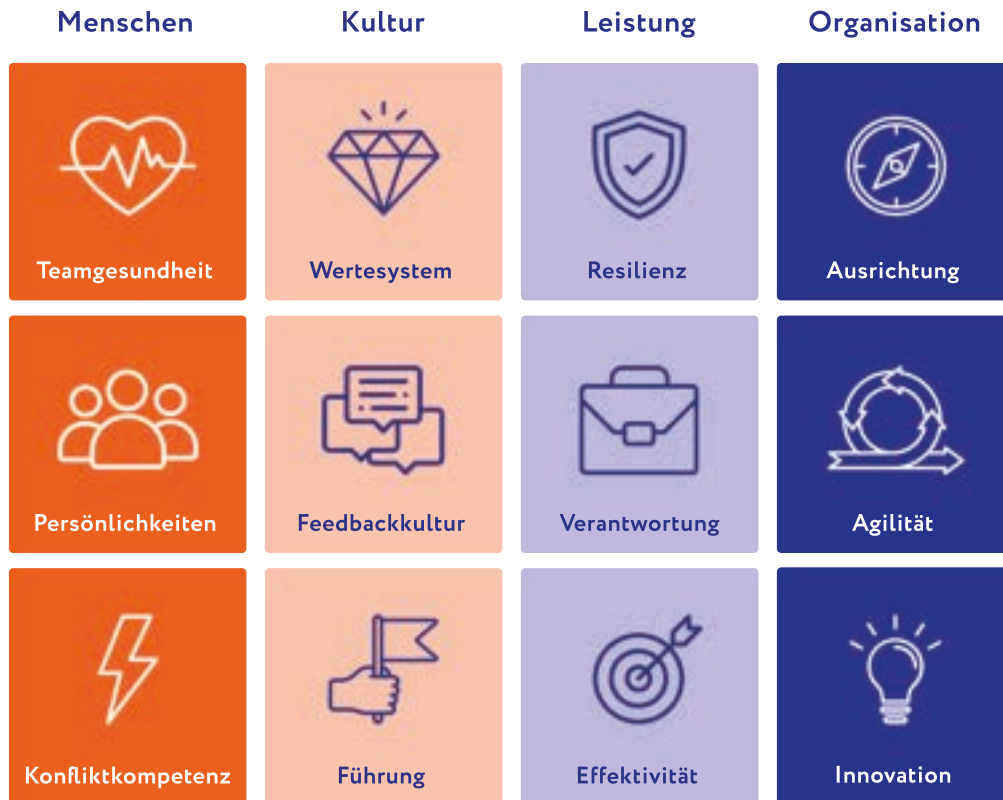 Menschen
Kultur
Leistung
Organisation
Teamgesundheit
Wertesystem
Resilienz
Ausrichtung
Persönlichkeiten
Feedbackkultur
Verantwortung
Agilität
Konfliktkompetenz
Führung
Effektivität
Innovation